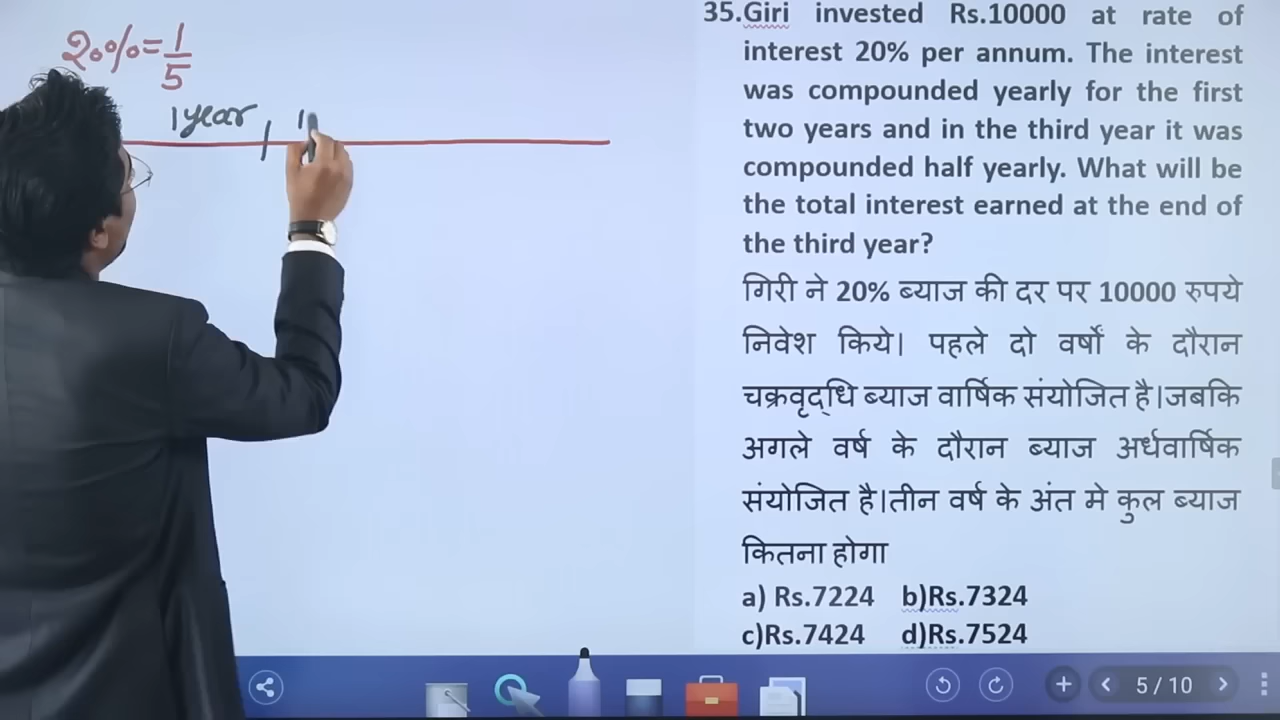 20%=1/5
1year, 1
35.Giri invested Rs.10000 at rate of
interest 20% per annum. The interest
was compounded yearly for the first
two years and in the third year it was
compounded half yearly. What will be
the total interest earned at the end of
the third year?
गिरी ने 20% ब्याज की दर पर 10000 रुपये
निवेश किये। पहले दो वर्षों के दौरान
चक्रवृद्धि ब्याज वार्षिक संयोजित है।जबकि
अगले वर्ष के दौरान ब्याज अर्धवार्षिक
संयोजित है।तीन वर्ष के अंत मे कुल ब्याज
कितना होगा
a) Rs.7224 b)Rs.7324
c)Rs.7424 d)Rs.7524
5 / 10